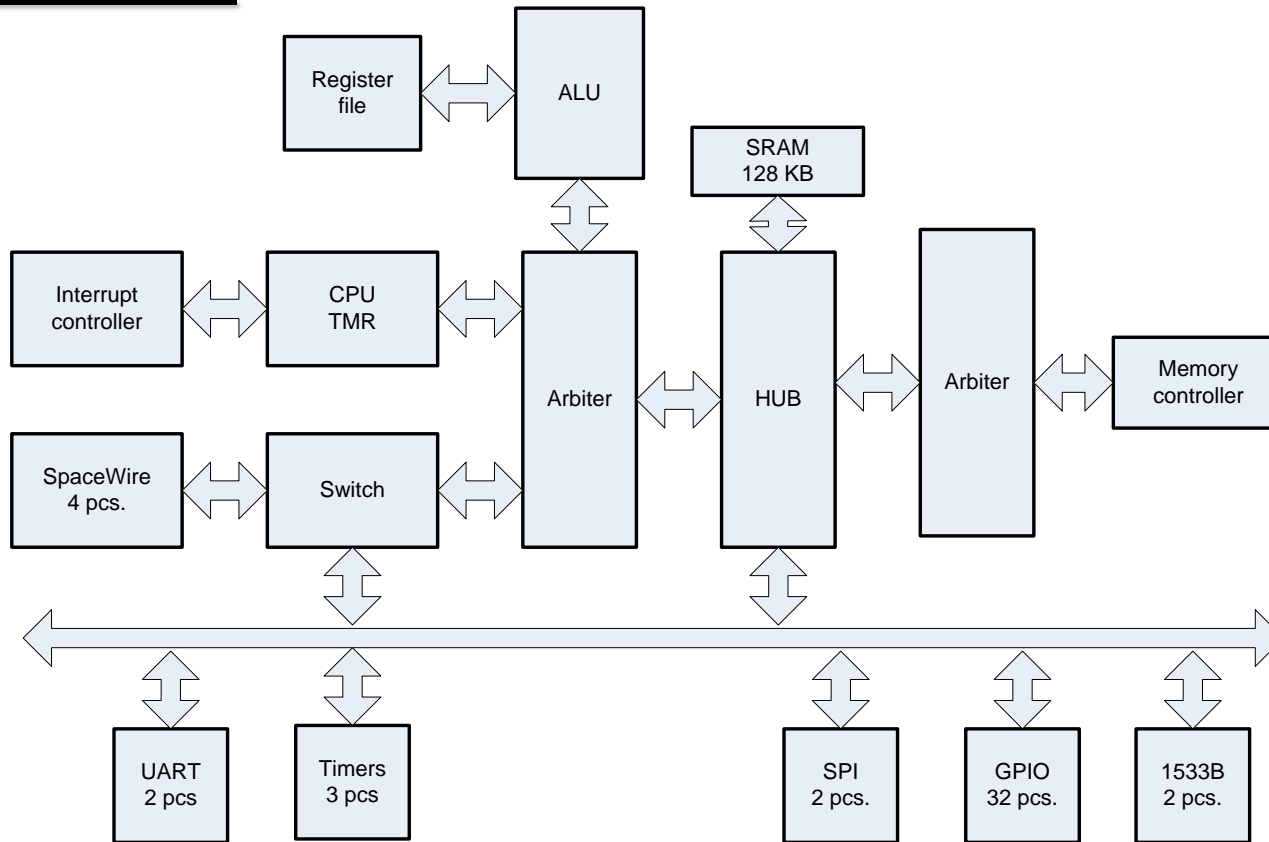 Register
file
ALU
SRAM
128 KB
Interrupt
controller
CPU
TMR
Arbiter
HUB
Arbiter
Memory
controller
SpaceWire
4 pcs.
Switch
UART
2 pcs
Timers
3 pcs
SPI
2 pcs.
GPIO
32 pcs.
1533B
2 pcs.